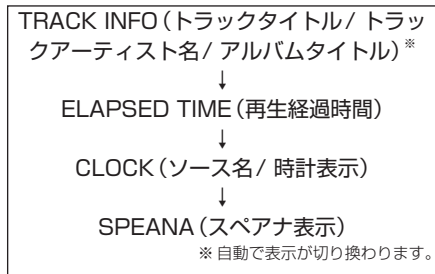 TRACK INFO（トラックタイトル/ トラッ
クアーティスト名/ アルバムタイトル）※
↓
ELAPSED TIME（再生経過時間）
↓
CLOCK（ソース名/ 時計表示）
↓
SPEANA（スペアナ表示）
※ 自動で表示が切り換わります。